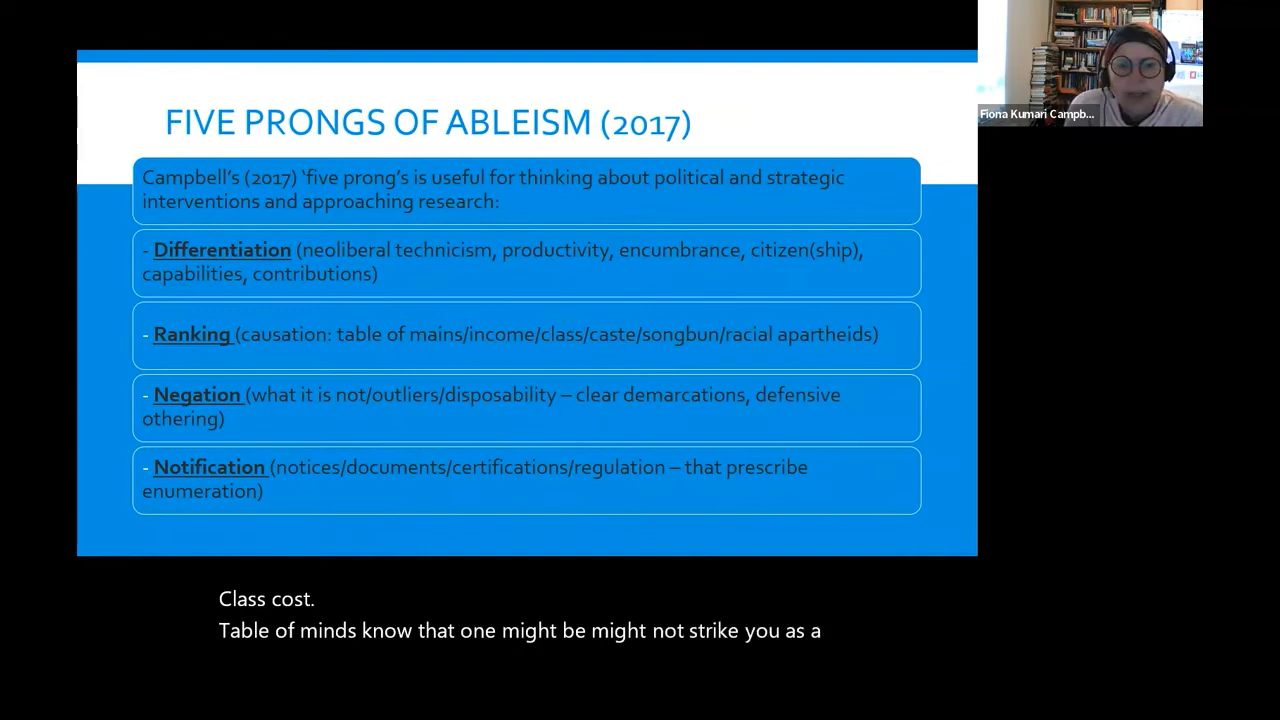 FIVE PRONGS OF ABLEISM (2017)
Campbell's (2017) 'five prong's is useful for thinking about political and strategic
interventions and approaching research:
- Differentiation (neoliberal technicism, productivity, encumbrance, citizen(ship),
capabilities, contributions)
- Ranking (causation: table of mains/income/class/caste/songbun/racial apartheids)
- Negation (what it is not/outliers/disposability – clear demarcations, defensive
othering)
- Notification (notices/documents/certifications/regulation – that prescribe
enumeration)
Fiona Kumari Campb...
Class cost.
Table of minds know that one might be might not strike you as a